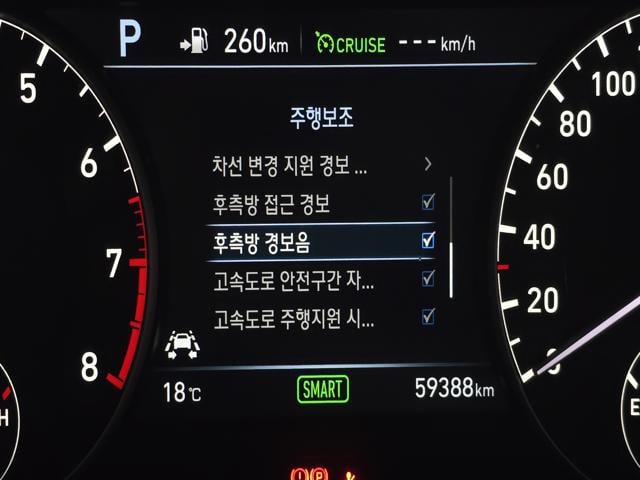 P 260km CRUISE ---km/h
주행보조
차선 변경 지원 경보 ...
후측방 접근 경보
후측방 경보음
고속도로 안전구간 자...
고속도로 주행지원 시...
18℃ SMART 59388km
5
6
7
8
H
100
80
60
40
20
0
E
P